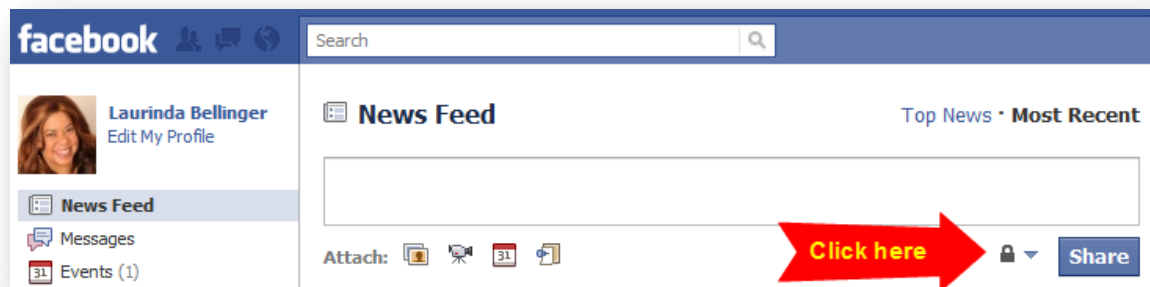 facebook
Search
Laurinda Bellinger
Edit My Profile
News Feed
Messages
31 Events (1)
News Feed
Top News · Most Recent
Attach: 31
Click here
Share